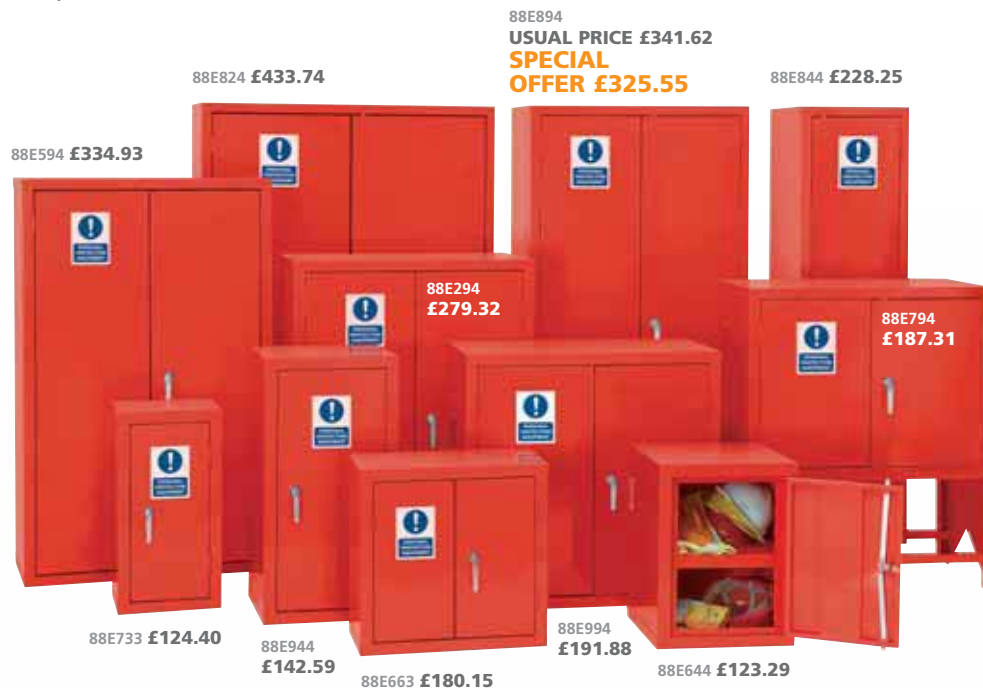 88E894
USUAL PRICE £341.62
SPECIAL
OFFER £325.55
88E824 £433.74
88E844 £228.25
88E594 £334.93
88E294
£279.32
88E794
£187.31
88E733 £124.40
88E944
£142.59
88E663 £180.15
88E994
£191.88
88E644 £123.29